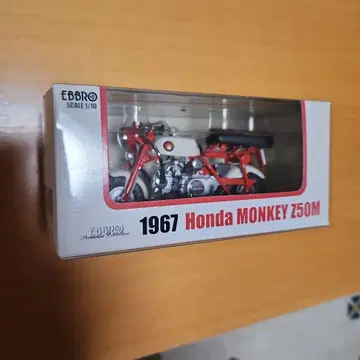 EBBRO
SCALE 1/10
1967 Honda MONKEY Z50M
EBBRO